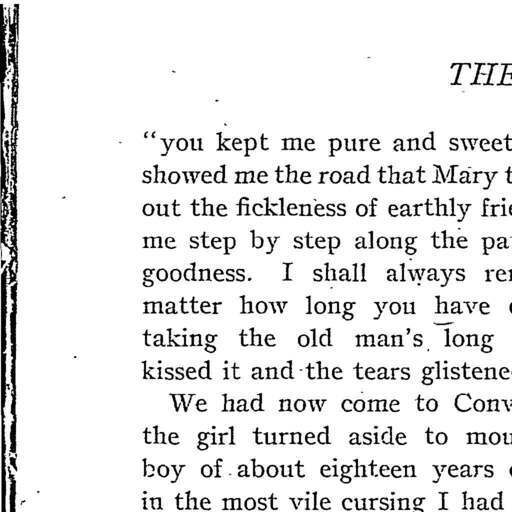 THE
"you kept me pure and sweet
showed me the road that Mary t
out the fickleness of earthly frie
me step by step along the pa
goodness. I shall always re
matter how long you have
taking the old man's long
kissed it and the tears glistene
We had now come to Conv
the girl turned aside to mou
boy of about eighteen years
in the most vile cursing I had